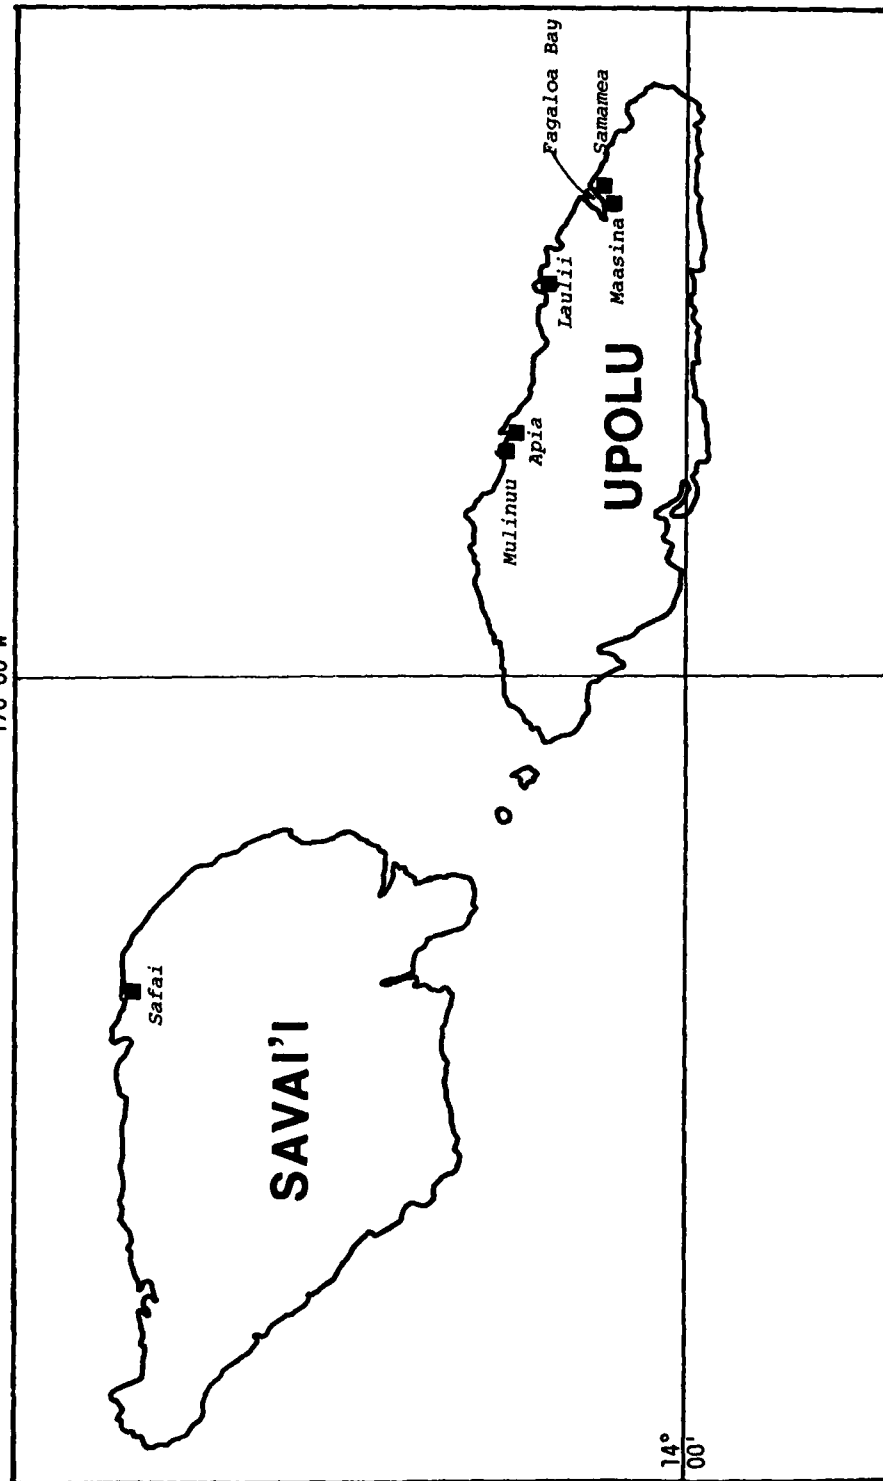 Safai
SAVAI'I
Mulinuu
Apia
Laulii
Fagaloa Bay
Samamea
Maasina
UPOLU
14°
00'